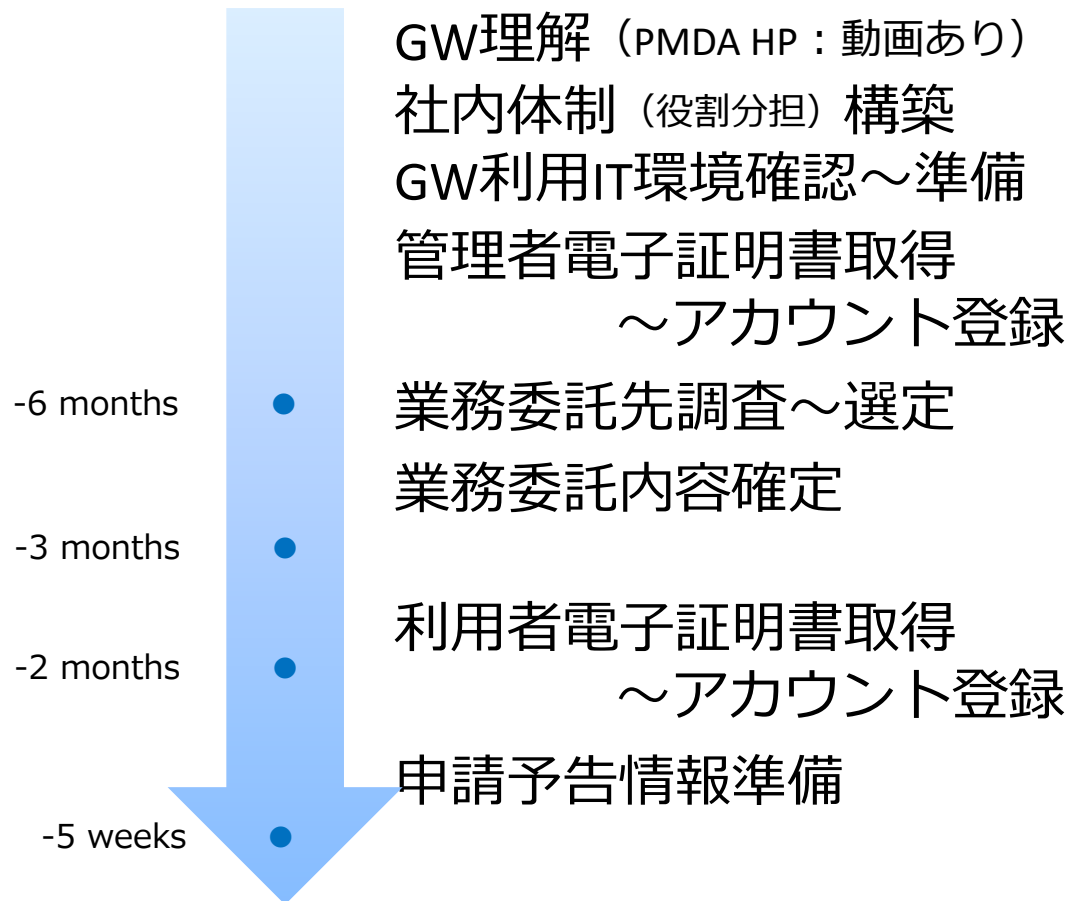 GW理解（PMDA HP：動画あり）
社内体制（役割分担）構築
GW利用IT環境確認～準備
管理者電子証明書取得
～アカウント登録
-6 months
業務委託先調査～選定
業務委託内容確定
-3 months
利用者電子証明書取得
-2 months
～アカウント登録
申請予告情報準備
-5 weeks